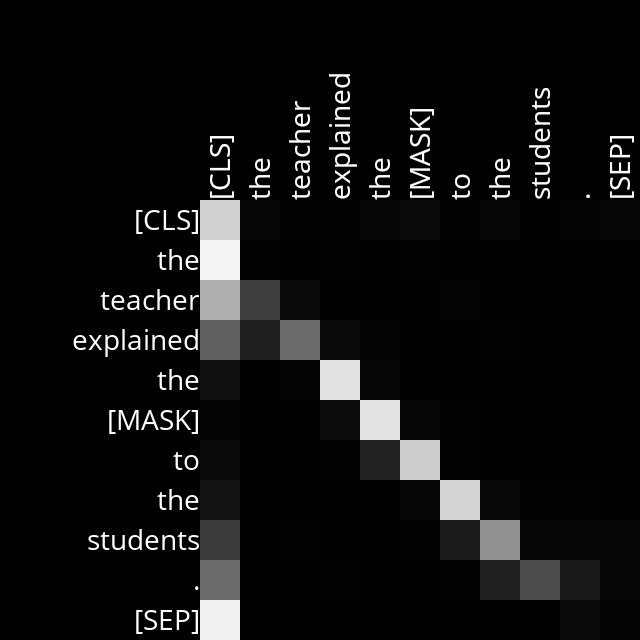 [CLS]
the
teacher
explained
the
[MASK]
to
the
students
.
[SEP]
[CLS]
the
teacher
explained
the
[MASK]
to
the
students
.
[SEP]